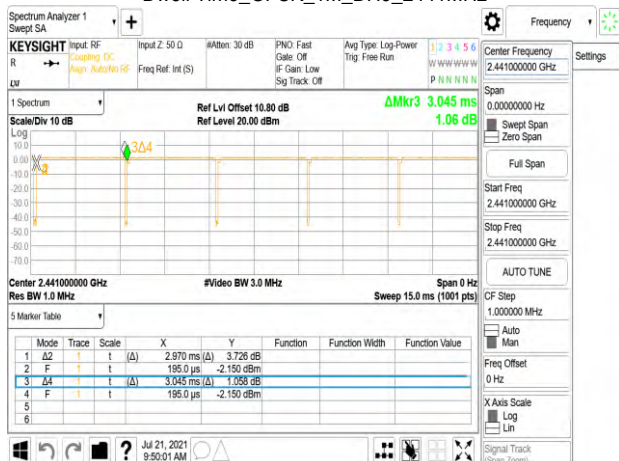 Spectrum Analyzer 1
Swept SA
+
Frequency
KEYSIGHT
R
Input: RF
Coupling: DC
Align: Auto/No RF
Input Z: 50 Ω
Freq Ref: Int (S)
#Atten: 30 dB
PNO: Fast
Gate: Off
IF Gain: Low
Sig Track: Off
Avg Type: Log-Power
Trig: Free Run
1 2 3 4 5 6
W W W W W W
P N N N N N
Center Frequency
2.441000000 GHz
Settings
Span
0.00000000 Hz
Swept Span
Zero Span
Full Span
Start Freq
2.441000000 GHz
Stop Freq
2.441000000 GHz
AUTO TUNE
CF Step
1.000000 MHz
Auto
Man
Freq Offset
0 Hz
X Axis Scale
Log
Lin
Signal Track
(Span Zoom)
1 Spectrum
Scale/Div 10 dB
Log
Ref Lvl Offset 10.80 dB
Ref Level 20.00 dBm
ΔMkr3 3.045 ms
1.06 dB
10.0
0.00
-10.0
-20.0
-30.0
-40.0
-50.0
-60.0
-70.0
3Δ4
Center 2.441000000 GHz
Res BW 1.0 MHz
#Video BW 3.0 MHz
Span 0 Hz
Sweep 15.0 ms (1001 pts)
5 Marker Table
Mode Trace Scale X Y Function Function Width Function Value
1 Δ2 1 t (Δ) 2.970 ms (Δ) 3.726 dB
2 F 1 t 195.0 µs -2.150 dBm
3 Δ4 1 t (Δ) 3.045 ms (Δ) 1.058 dB
4 F 1 t 195.0 µs -2.150 dBm
5
6
?
Jul 21, 2021
9:50:01 AM